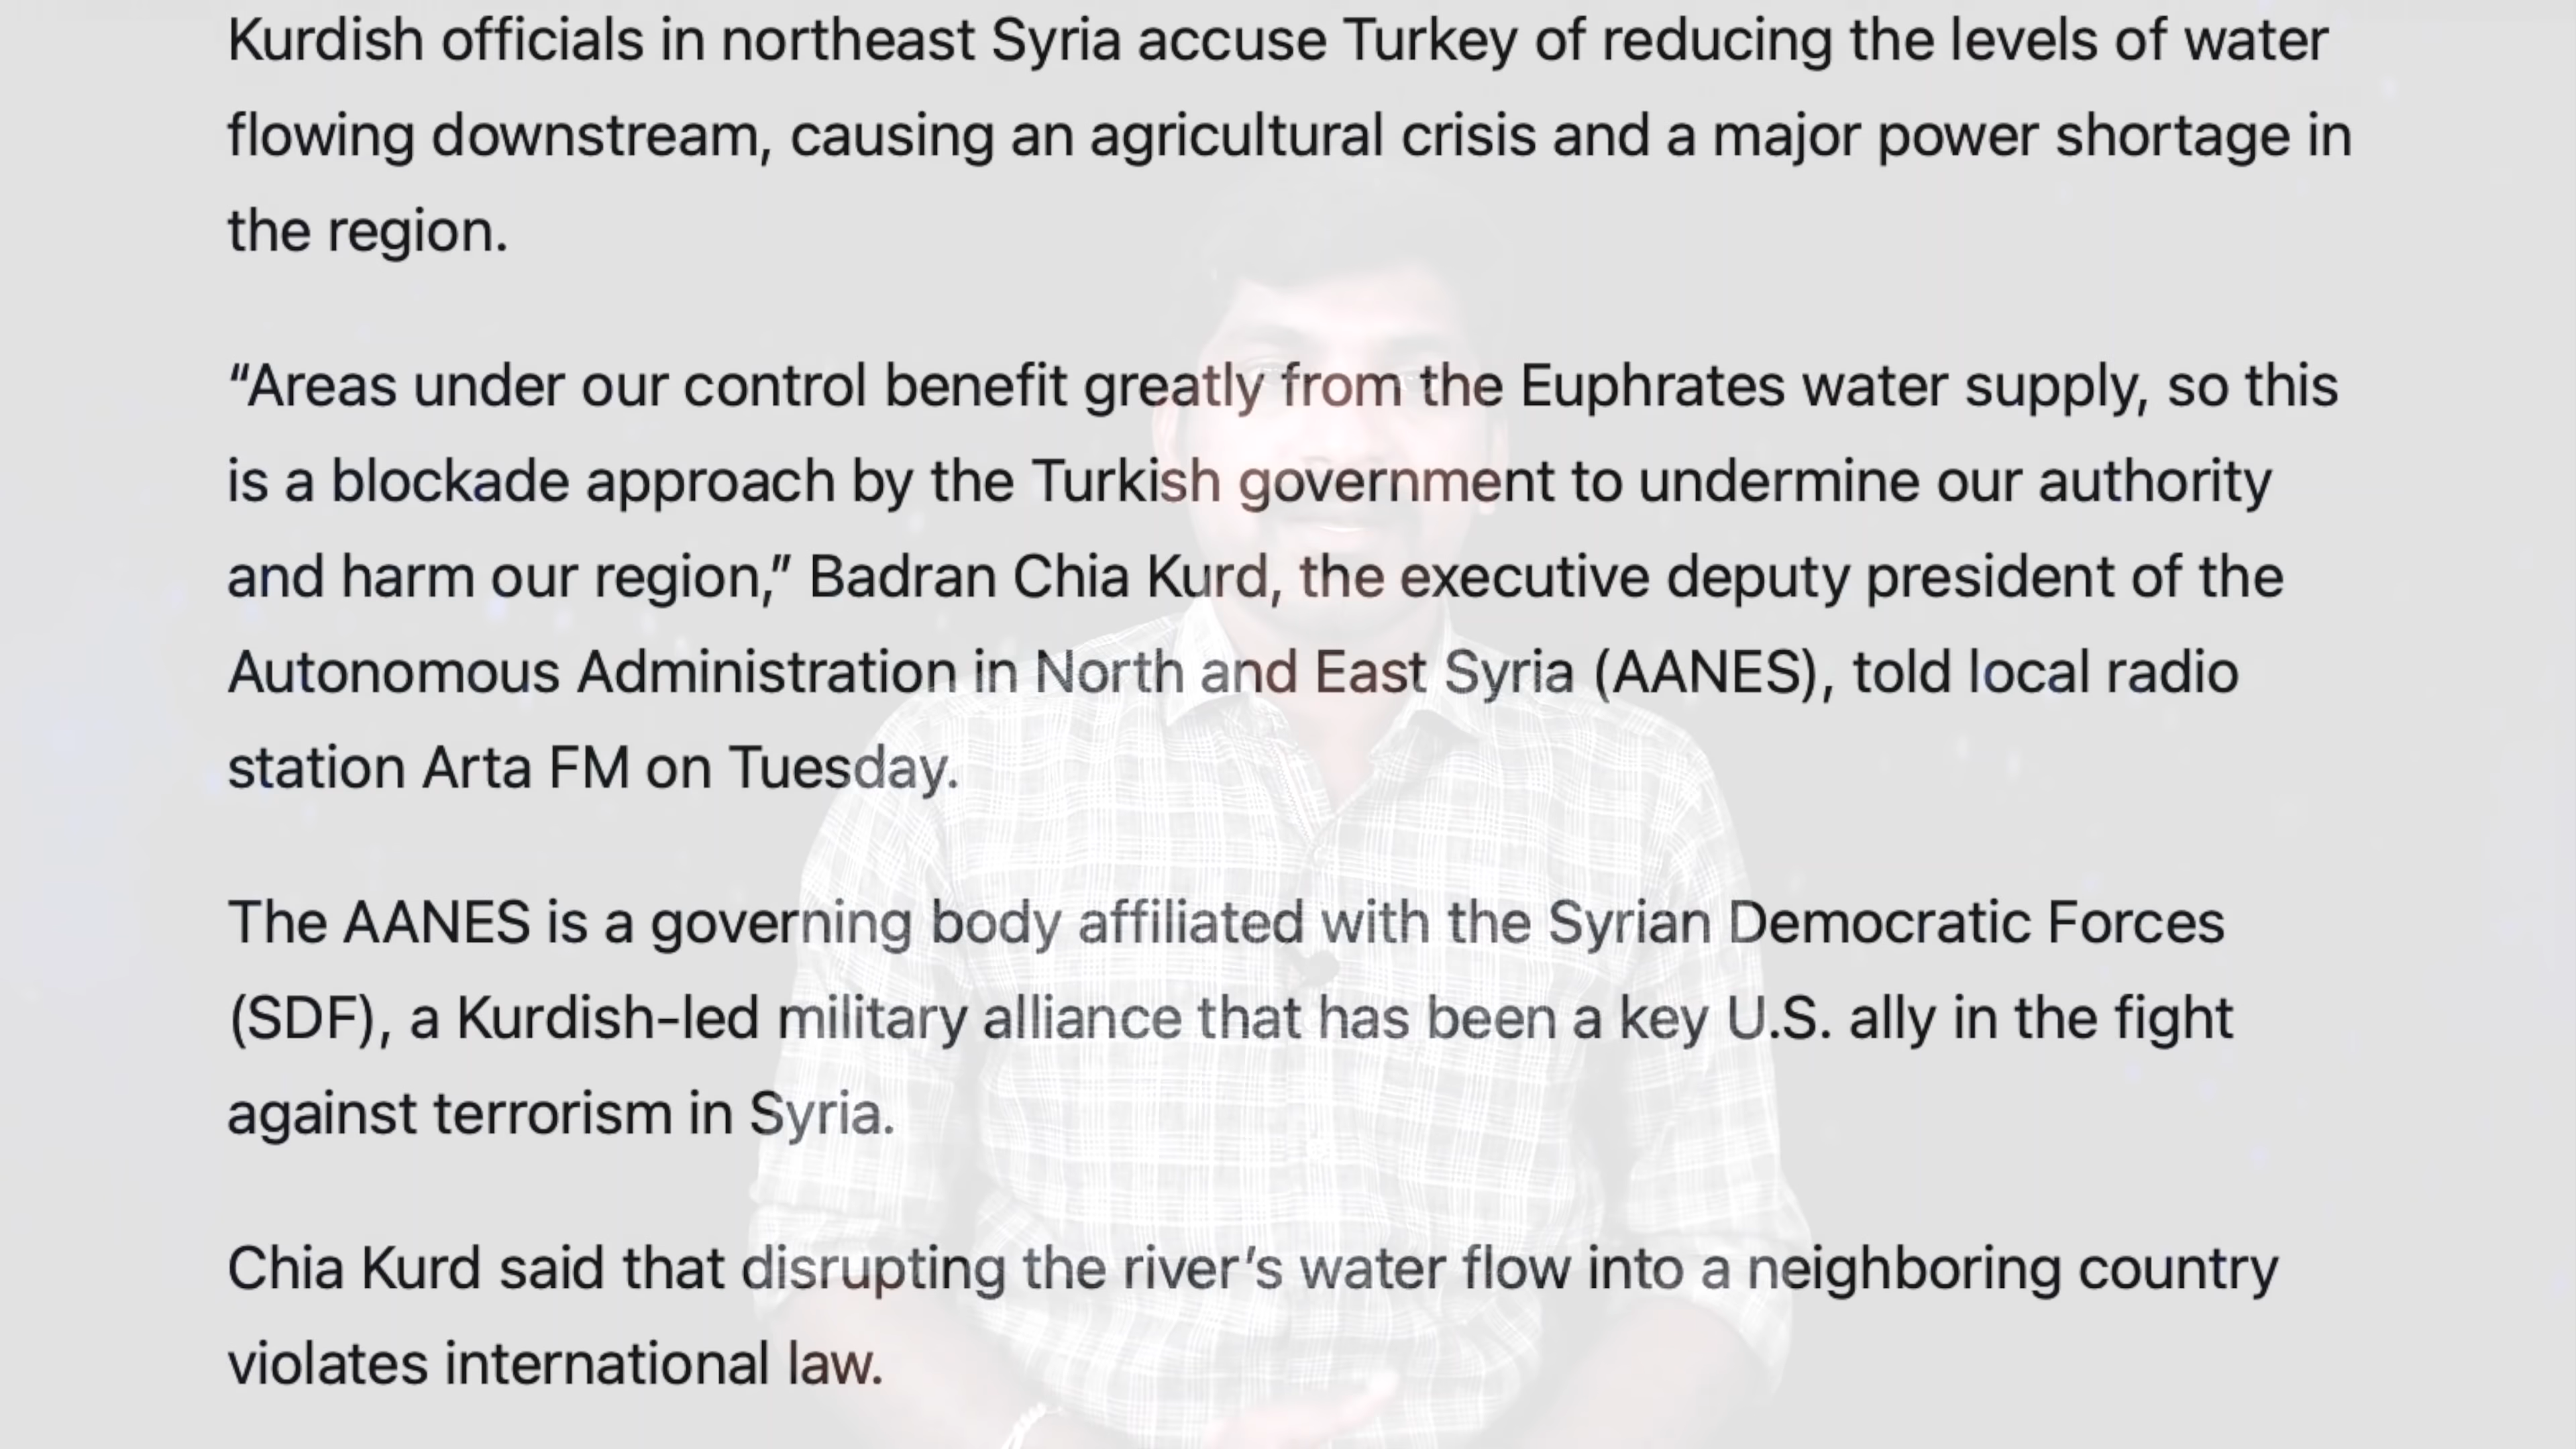 Kurdish officials in northeast Syria accuse Turkey of reducing the levels of water
flowing downstream, causing an agricultural crisis and a major power shortage in
the region.
“Areas under our control benefit greatly from the Euphrates water supply, so this
is a blockade approach by the Turkish government to undermine our authority
and harm our region,” Badran Chia Kurd, the executive deputy president of the
Autonomous Administration in North and East Syria (AANES), told local radio
station Arta FM on Tuesday.
The AANES is a governing body affiliated with the Syrian Democratic Forces
(SDF), a Kurdish-led military alliance that has been a key U.S. ally in the fight
against terrorism in Syria.
Chia Kurd said that disrupting the river’s water flow into a neighboring country
violates international law.